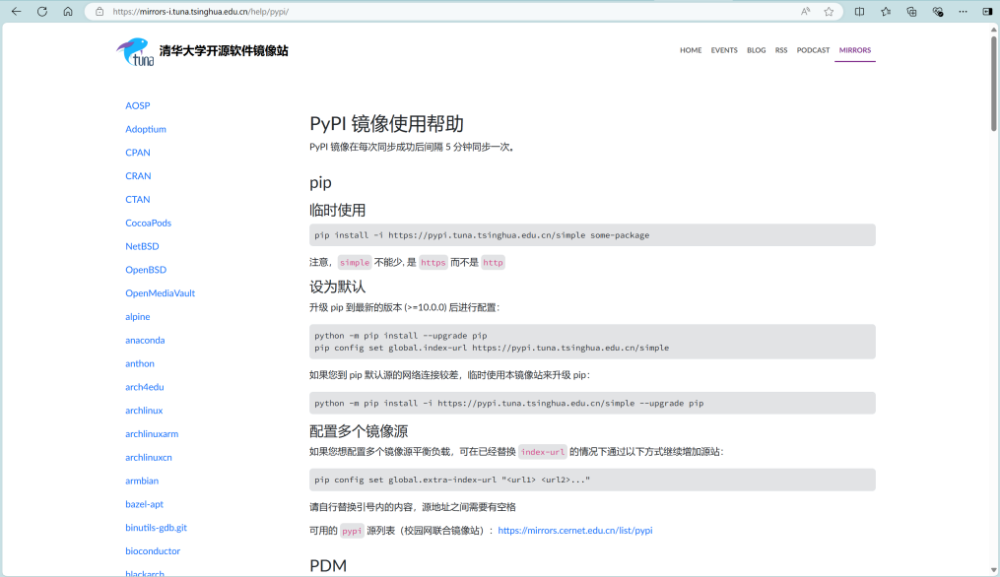 https://mirrors-i.tuna.tsinghua.edu.cn/help/pypi/
tuna
清华大学开源软件镜像站
HOME EVENTS BLOG RSS PODCAST MIRRORS
AOSP
Adoptium
CPAN
CRAN
CTAN
CocoaPods
NetBSD
OpenBSD
OpenMediaVault
alpine
anaconda
anthon
arch4edu
archlinux
archlinuxarm
archlinuxcn
armbian
bazel-apt
binutils-gdb.git
bioconductor
blackarch
PyPI 镜像使用帮助
PyPI 镜像在每次同步成功后间隔 5 分钟同步一次。
pip
临时使用
pip install -i https://pypi.tuna.tsinghua.edu.cn/simple some-package
注意，simple 不能少, 是 https 而不是 http
设为默认
升级 pip 到最新的版本 (>=10.0.0) 后进行配置：
python -m pip install --upgrade pip
pip config set global.index-url https://pypi.tuna.tsinghua.edu.cn/simple
如果您到 pip 默认源的网络连接较差，临时使用本镜像站来升级 pip：
python -m pip install -i https://pypi.tuna.tsinghua.edu.cn/simple --upgrade pip
配置多个镜像源
如果您想配置多个镜像源平衡负载，可在已经替换 index-url 的情况下通过以下方式继续增加源站：
pip config set global.extra-index-url "<url1> <url2>..."
请自行替换引号内的内容，源地址之间需要有空格
可用的 pypi 源列表（校园网联合镜像站）：https://mirrors.cernet.edu.cn/list/pypi
PDM